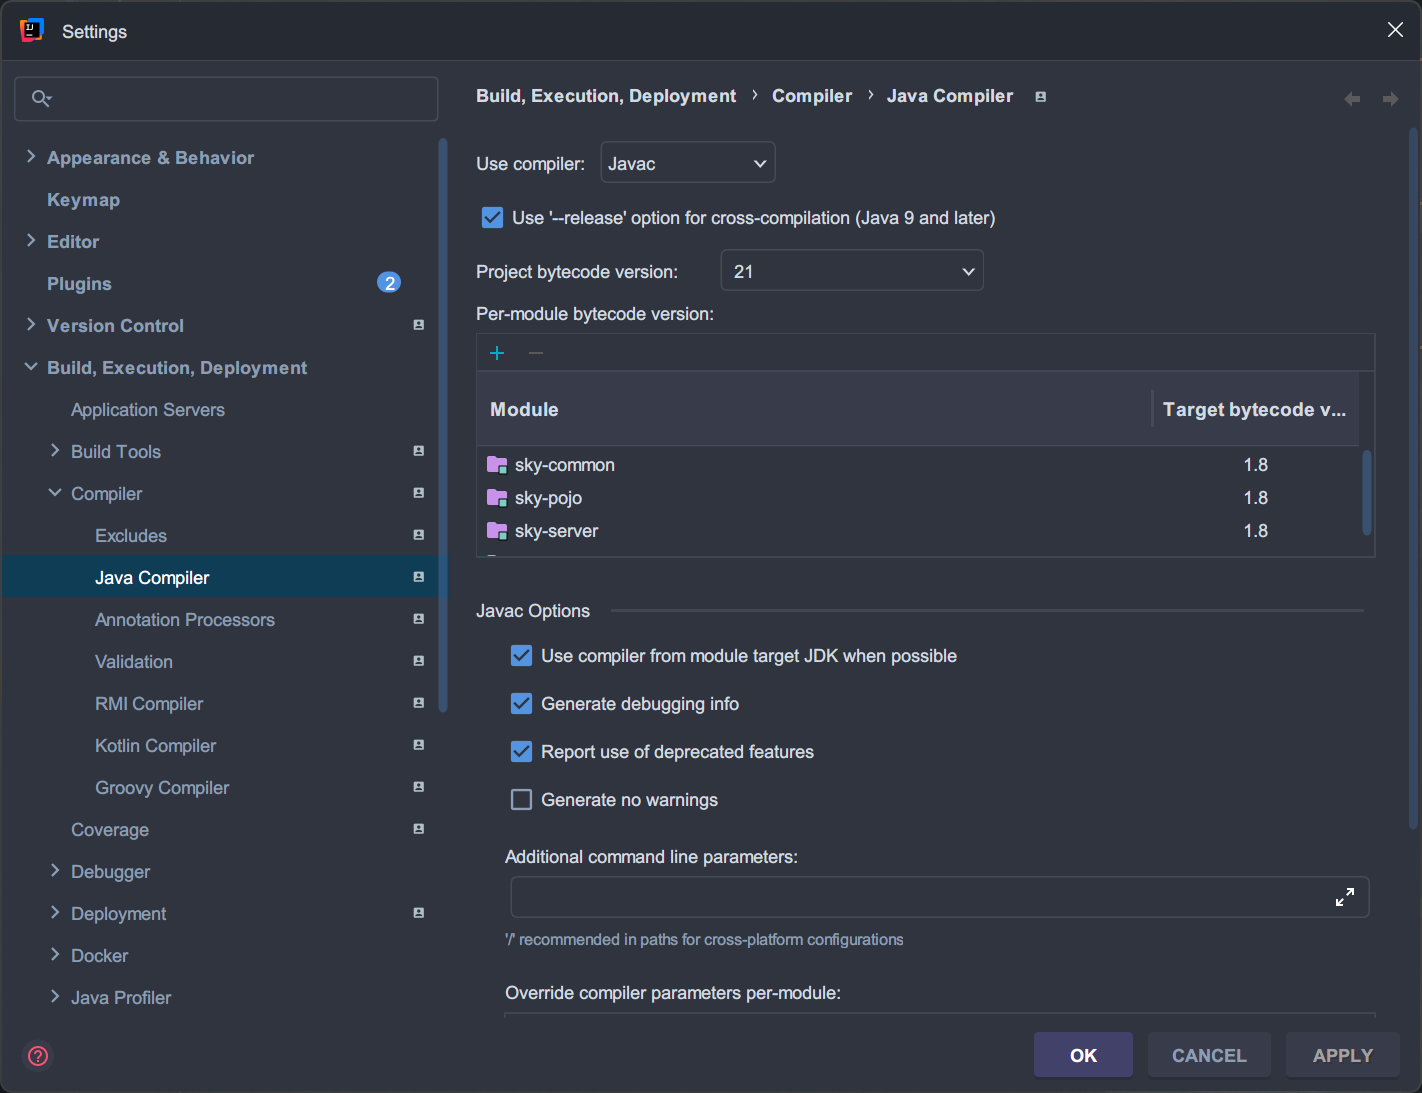 Settings
Appearance & Behavior
Keymap
Editor
Plugins
2
Version Control
Build, Execution, Deployment
Application Servers
Build Tools
Compiler
Excludes
Java Compiler
Annotation Processors
Validation
RMI Compiler
Kotlin Compiler
Groovy Compiler
Coverage
Debugger
Deployment
Docker
Java Profiler
Build, Execution, Deployment › Compiler › Java Compiler
Use compiler: Javac
Use '--release' option for cross-compilation (Java 9 and later)
Project bytecode version: 21
Per-module bytecode version:
Module Target bytecode v...
sky-common 1.8
sky-pojo 1.8
sky-server 1.8
Javac Options
Use compiler from module target JDK when possible
Generate debugging info
Report use of deprecated features
Generate no warnings
Additional command line parameters:
'/' recommended in paths for cross-platform configurations
Override compiler parameters per-module:
OK CANCEL APPLY